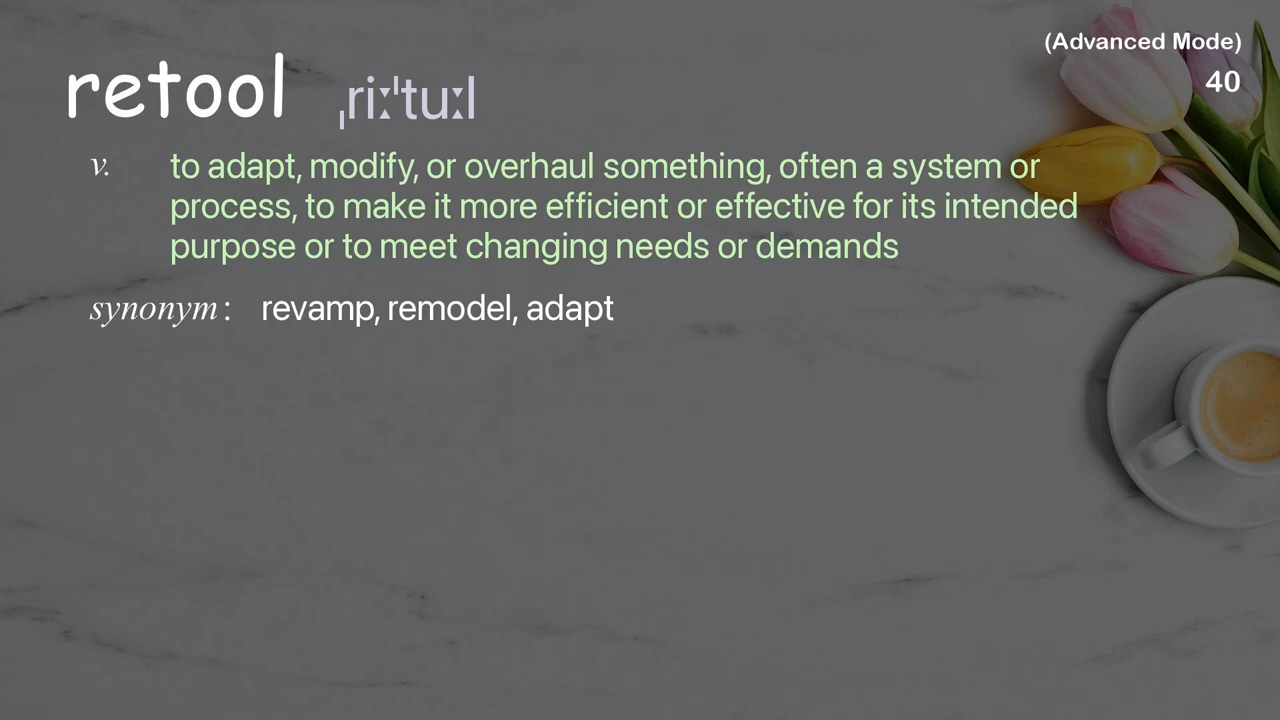 (Advanced Mode)
40
retool ˌriːˈtuːl
v. to adapt, modify, or overhaul something, often a system or
process, to make it more efficient or effective for its intended
purpose or to meet changing needs or demands
synonym : revamp, remodel, adapt